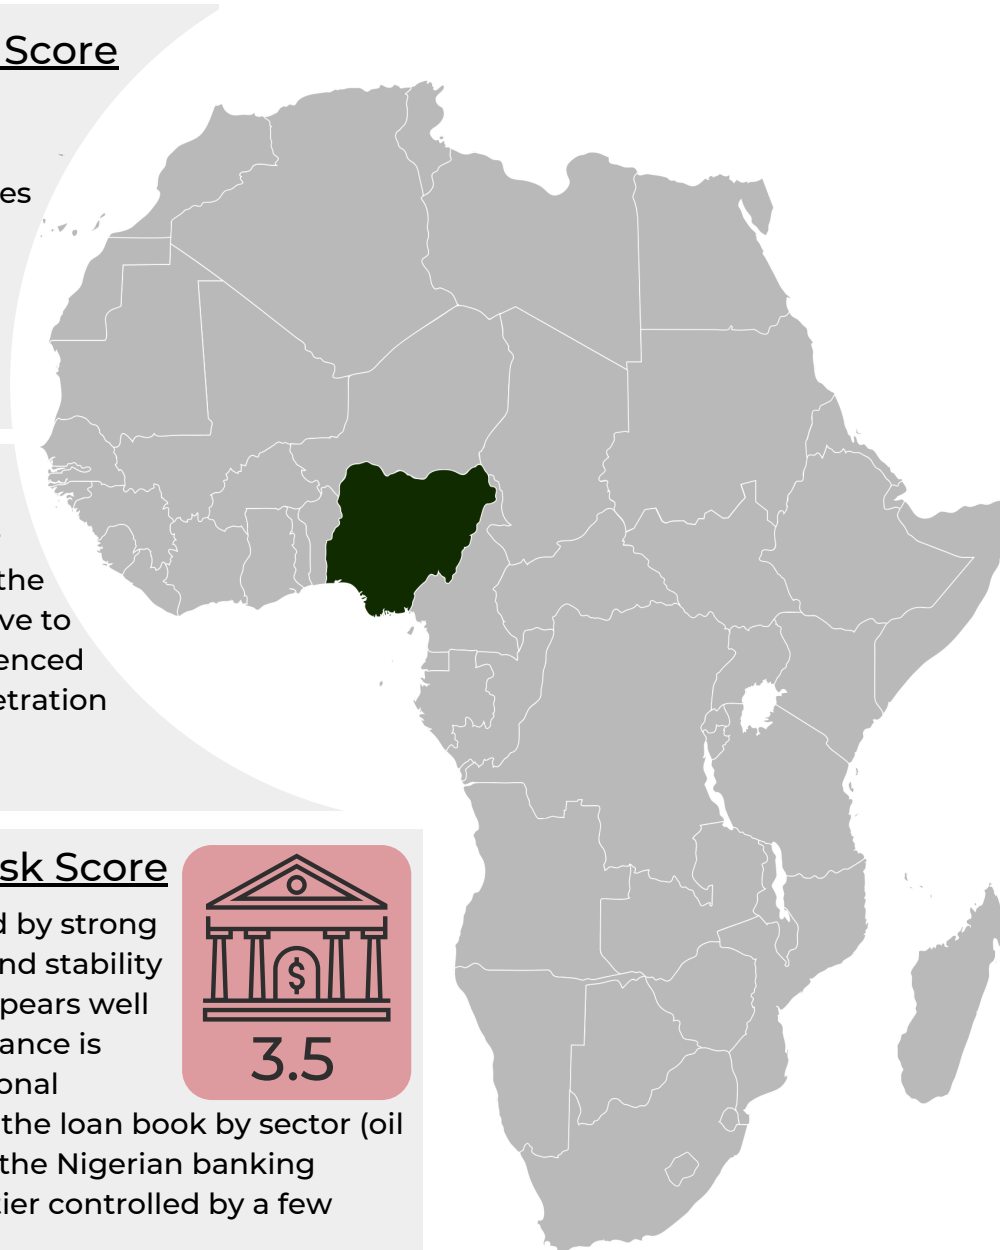 Score
es
the
ve to
enced
etration
sk Score
d by strong
nd stability
pears well
ance is
onal
the loan book by sector (oil
the Nigerian banking
tier controlled by a few
$
3.5